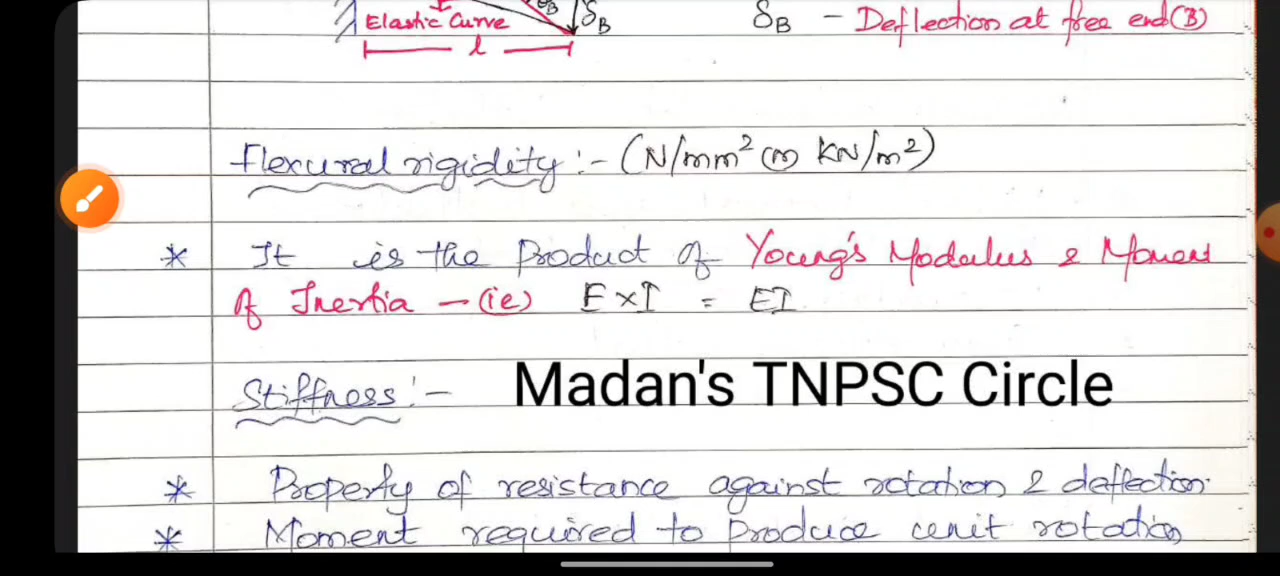 θB δB δB - Deflection at free end (B)
Elastic Curve
l
Flexural rigidity :- (N/mm² (or) KN/m²)
* It is the Product of Young's Modulus & Moment
of Inertia - (ie) E×I = EI
Stiffness :-
Madan's TNPSC Circle
* Property of resistance against rotation & deflection.
* Moment required to produce unit rotation